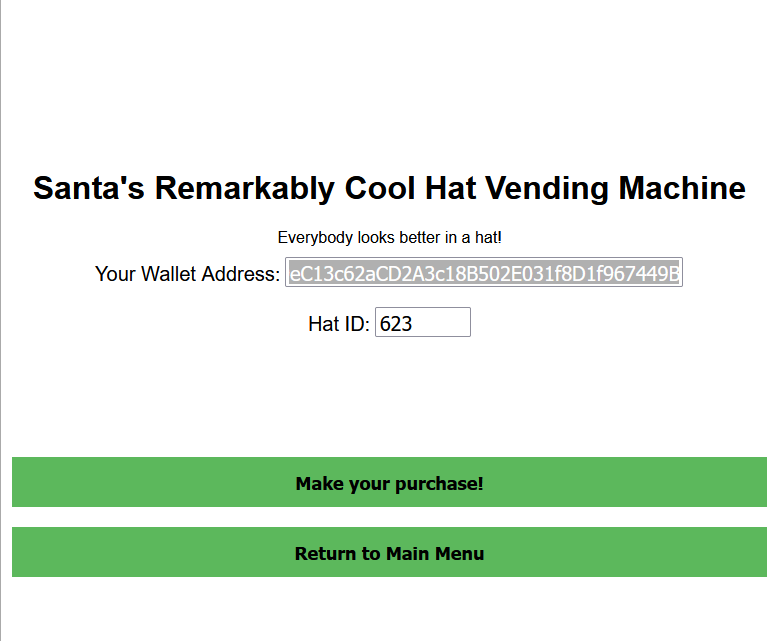 Santa's Remarkably Cool Hat Vending Machine
Everybody looks better in a hat!
Your Wallet Address: eC13c62aCD2A3c18B502E031f8D1f967449B
Hat ID: 623
Make your purchase!
Return to Main Menu